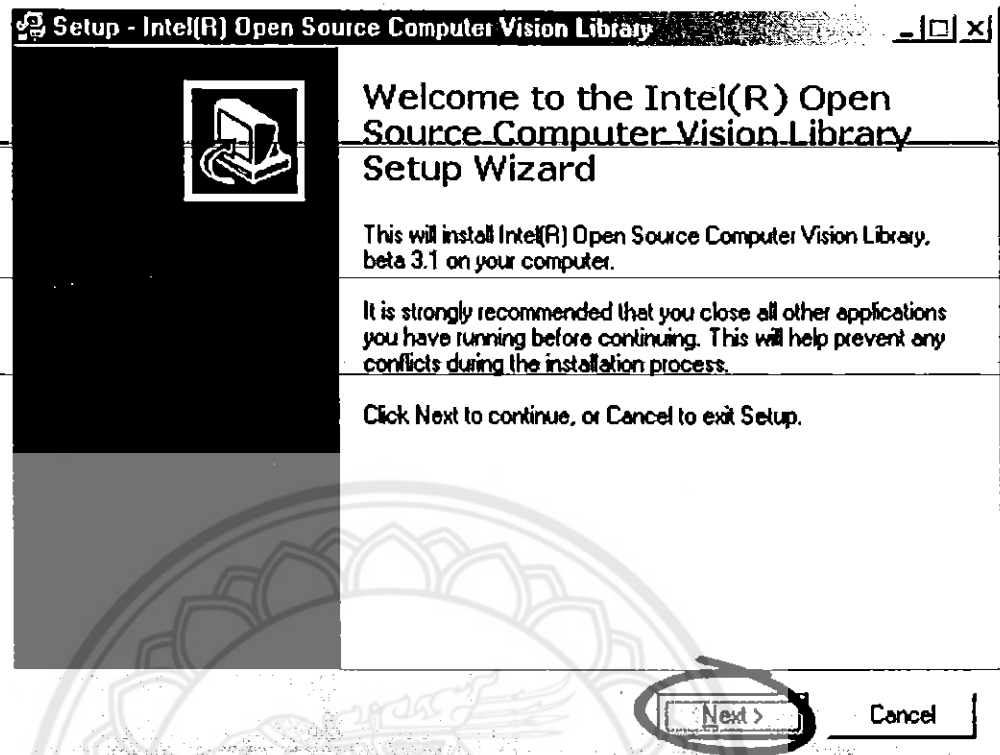 Setup - Intel(R) Open Source Computer Vision Library
Welcome to the Intel(R) Open
Source Computer Vision Library
Setup Wizard
This will install Intel(R) Open Source Computer Vision Library,
beta 3.1 on your computer.
It is strongly recommended that you close all other applications
you have running before continuing. This will help prevent any
conflicts during the installation process.
Click Next to continue, or Cancel to exit Setup.
Next >
Cancel